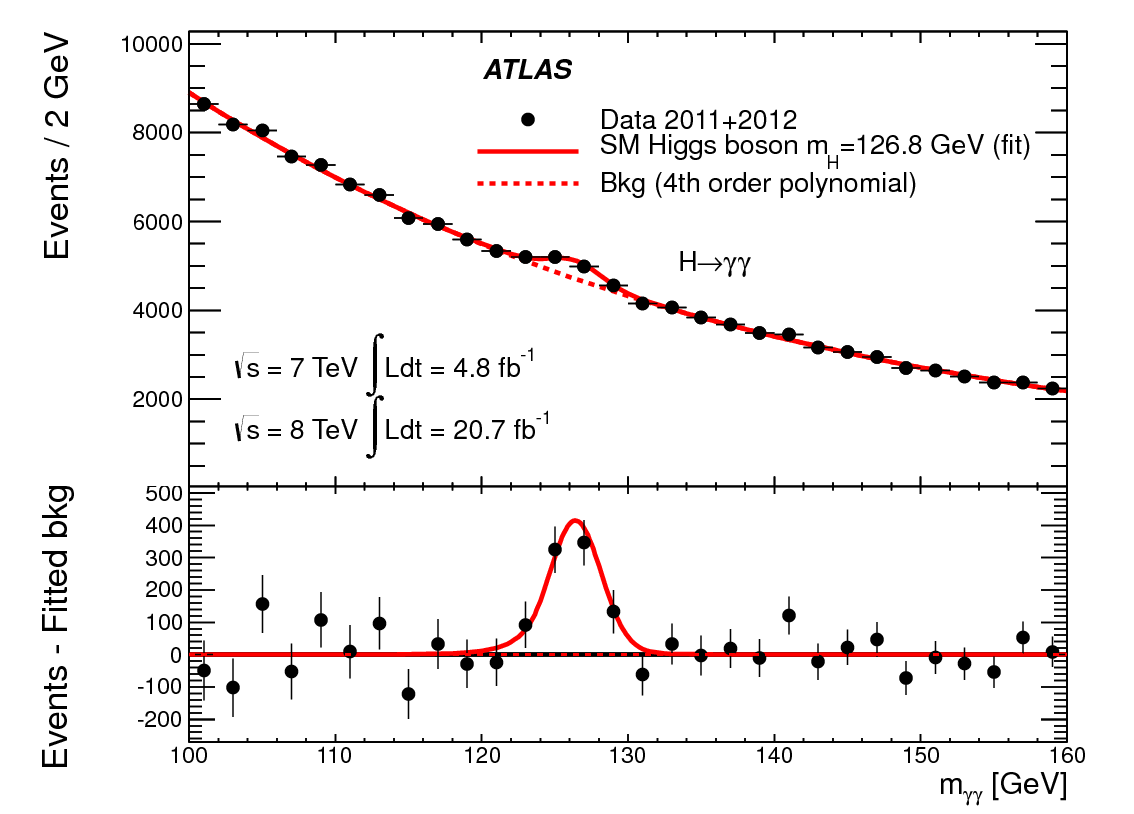 Events / 2 GeV
10000
8000
6000
4000
2000
ATLAS
Data 2011+2012
SM Higgs boson m_H=126.8 GeV (fit)
Bkg (4th order polynomial)
H→γγ
√s = 7 TeV ∫Ldt = 4.8 fb⁻¹
√s = 8 TeV ∫Ldt = 20.7 fb⁻¹
Events - Fitted bkg
500
400
300
200
100
0
-100
-200
100 110 120 130 140 150 160
m_γγ [GeV]